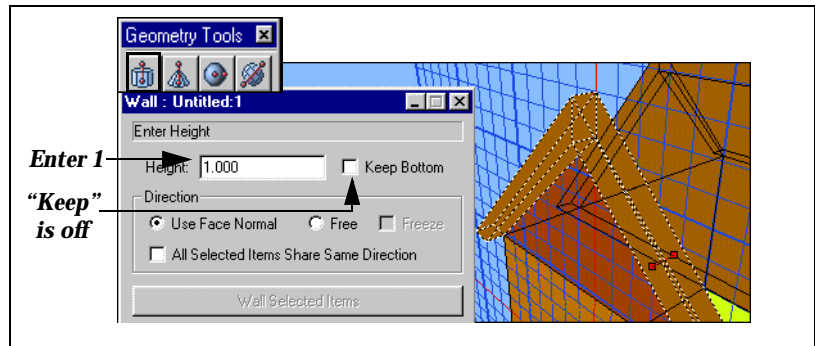 Geometry Tools
Wall : Untitled:1
Enter Height
Enter 1
Height: 1.000
Keep Bottom
“Keep”
is off
Direction
Use Face Normal
Free
Freeze
All Selected Items Share Same Direction
Wall Selected Items